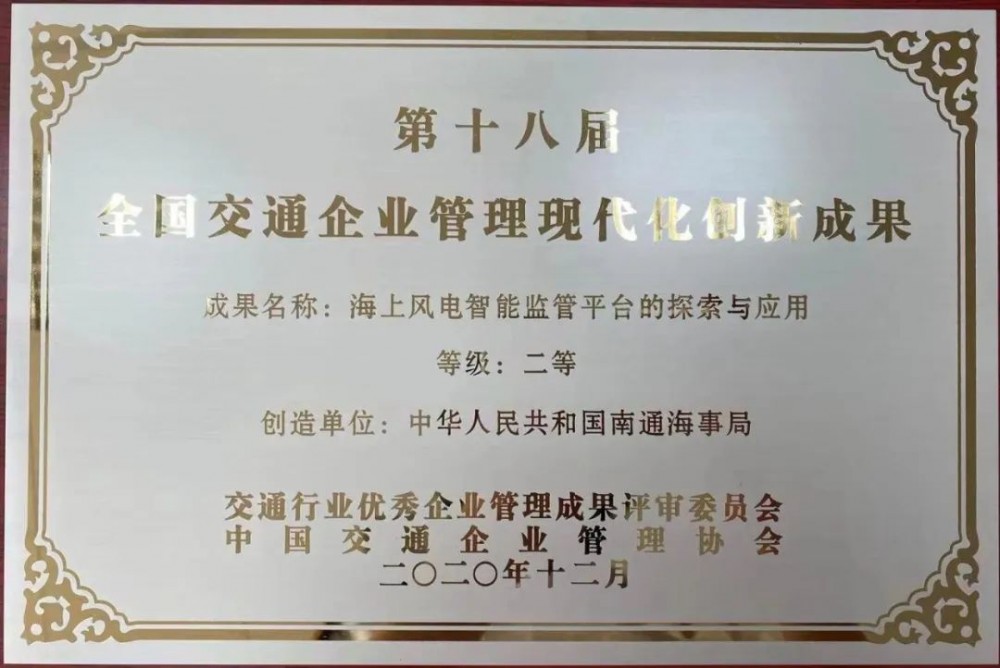 第十八届
全国交通企业管理现代化创新成果
成果名称：海上风电智能监管平台的探索与应用
等级：二等
创造单位：中华人民共和国南通海事局
交通行业优秀企业管理成果评审委员会
中国交通企业管理协会
二〇二〇年十二月